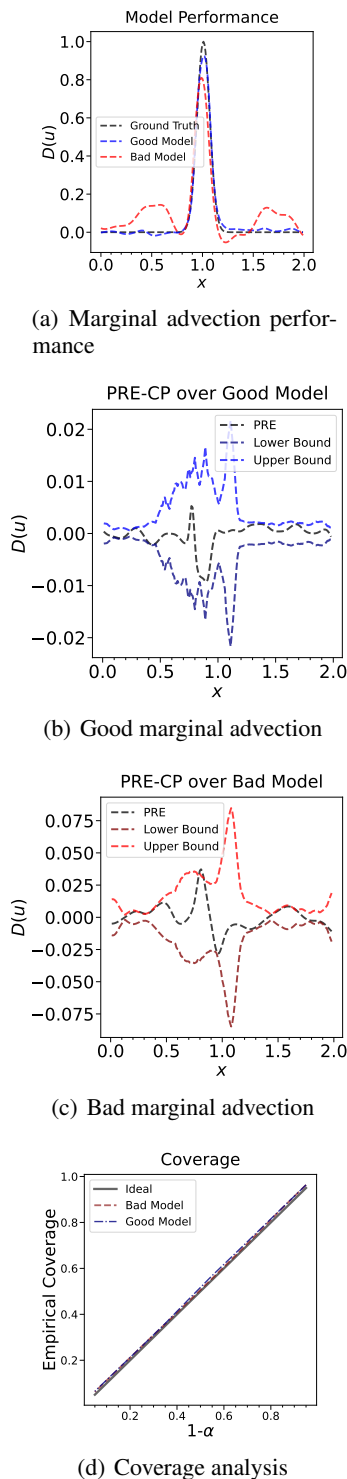 Model Performance
1.0
0.8
0.6
0.4
0.2
0.0
D(u)
Ground Truth
Good Model
Bad Model
0.0 0.5 1.0 1.5 2.0
x
(a) Marginal advection perfor-
mance
PRE-CP over Good Model
0.02
0.01
0.00
−0.01
−0.02
D(u)
PRE
Lower Bound
Upper Bound
0.0 0.5 1.0 1.5 2.0
x
(b) Good marginal advection
PRE-CP over Bad Model
0.075
0.050
0.025
0.000
−0.025
−0.050
−0.075
D(u)
PRE
Lower Bound
Upper Bound
0.0 0.5 1.0 1.5 2.0
x
(c) Bad marginal advection
Coverage
1.0
0.8
0.6
0.4
0.2
Empirical Coverage
Ideal
Bad Model
Good Model
0.2 0.4 0.6 0.8
1-α
(d) Coverage analysis